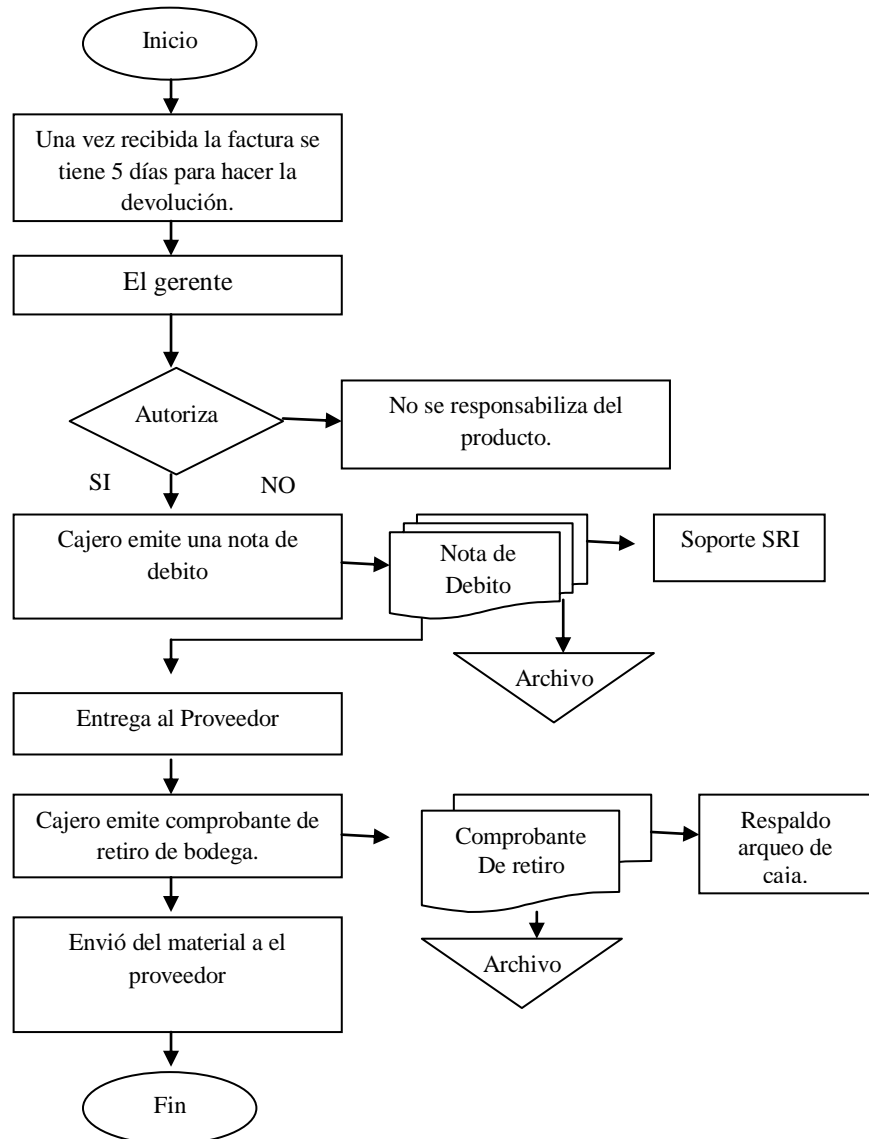 Inicio
Una vez recibida la factura se
tiene 5 días para hacer la
devolución.
El gerente
Autoriza
No se responsabiliza del
producto.
SI
NO
Cajero emite una nota de
debito
Nota de
Debito
Soporte SRI
Archivo
Entrega al Proveedor
Cajero emite comprobante de
retiro de bodega.
Comprobante
De retiro
Respaldo
arqueo de
caja.
Archivo
Envió del material a el
proveedor
Fin